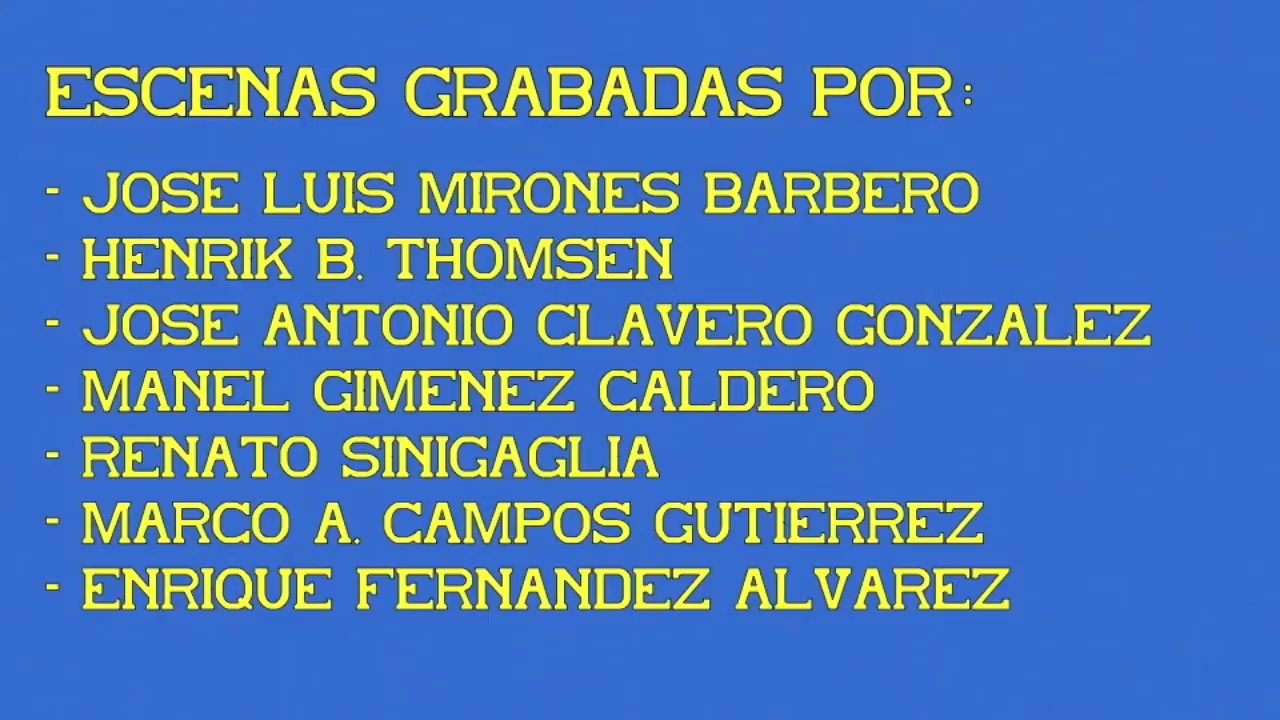 ESCENAS GRABADAS POR:
- JOSE LUIS MIRONES BARBERO
- HENRIK B. THOMSEN
- JOSE ANTONIO CLAVERO GONZALEZ
- MANEL GIMENEZ CALDERO
- RENATO SINIGAGLIA
- MARCO A. CAMPOS GUTIERREZ
- ENRIQUE FERNANDEZ ALVAREZ